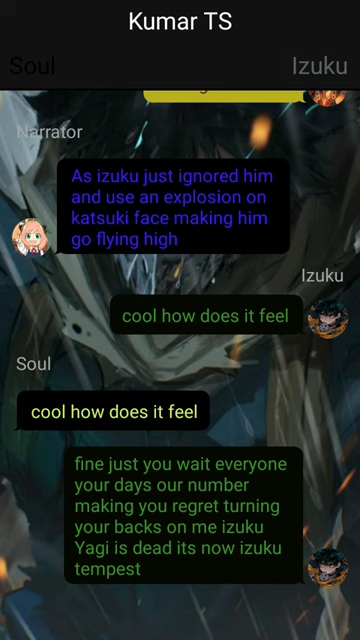 Kumar TS
Soul
Izuku
Narrator
As izuku just ignored him
and use an explosion on
katsuki face making him
go flying high
Izuku
cool how does it feel
Soul
cool how does it feel
fine just you wait everyone
your days our number
making you regret turning
your backs on me izuku
Yagi is dead its now izuku
tempest